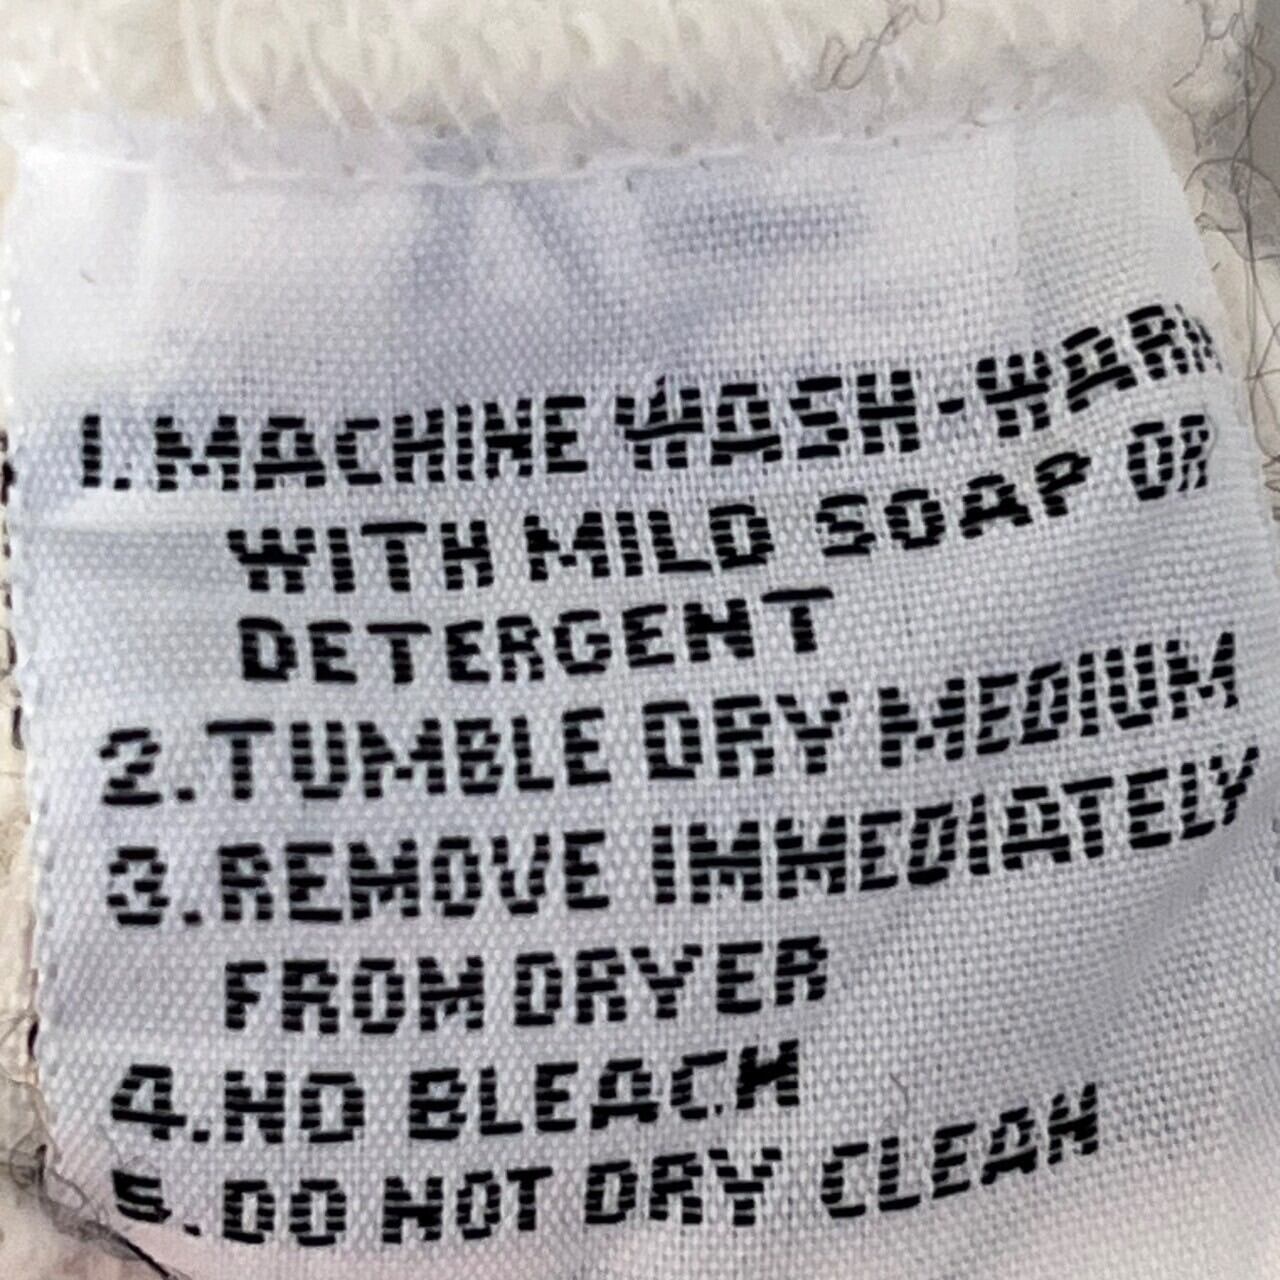 1. MACHINE WASH-WARM
WITH MILD SOAP OR
DETERGENT
2. TUMBLE DRY MEDIUM
3. REMOVE IMMEDIATELY
FROM DRYER
4. NO BLEACH
5. DO NOT DRY CLEAN